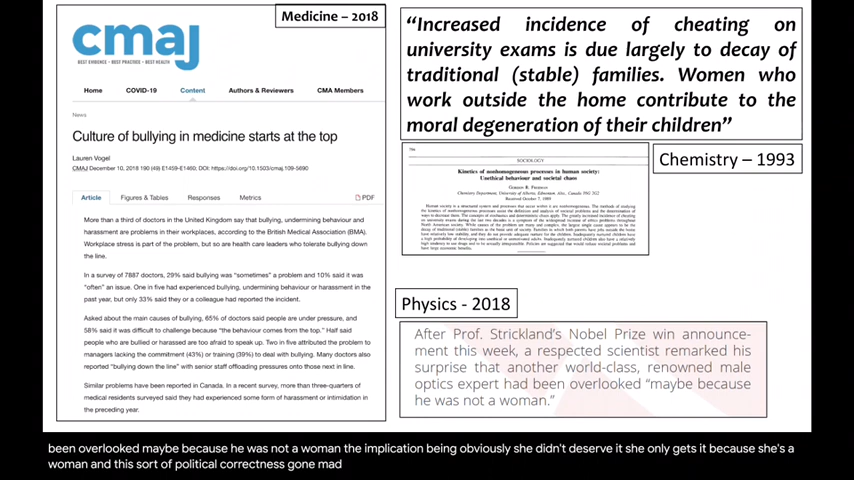 Medicine – 2018
cmaj
BEST EVIDENCE • BEST PRACTICE • BEST HEALTH
Home COVID-19 Content Authors & Reviewers CMA Members
News
Culture of bullying in medicine starts at the top
Lauren Vogel
CMAJ December 10, 2018 190 (49) E1459-E1460; DOI: https://doi.org/10.1503/cmaj.109-5690
Article Figures & Tables Responses Metrics PDF
More than a third of doctors in the United Kingdom say that bullying, undermining behaviour and
harassment are problems in their workplaces, according to the British Medical Association (BMA).
Workplace stress is part of the problem, but so are health care leaders who tolerate bullying down
the line.
In a survey of 7887 doctors, 29% said bullying was “sometimes” a problem and 10% said it was
“often” an issue. One in five had experienced bullying, undermining behaviour or harassment in the
past year, but only 33% said they or a colleague had reported the incident.
Asked about the main causes of bullying, 65% of doctors said people are under pressure, and
58% said it was difficult to challenge because “the behaviour comes from the top.” Half said
people who are bullied or harassed are too afraid to speak up. Two in five attributed the problem to
managers lacking the commitment (43%) or training (39%) to deal with bullying. Many doctors also
reported “bullying down the line” with senior staff offloading pressures onto those next in line.
Similar problems have been reported in Canada. In a recent survey, more than three-quarters of
medical residents surveyed said they had experienced some form of harassment or intimidation in
the preceding year.
“Increased incidence of cheating on
university exams is due largely to decay of
traditional (stable) families. Women who
work outside the home contribute to the
moral degeneration of their children”
Chemistry – 1993
SOCIOLOGY
Kinetics of nonhomogeneous processes in human society:
Unethical behaviour and societal chaos
Gordon R. Freeman
Chemistry Department, University of Alberta, Edmonton, Alta., Canada T6G 2G2
Physics - 2018
After Prof. Strickland’s Nobel Prize win announce-
ment this week, a respected scientist remarked his
surprise that another world-class, renowned male
optics expert had been overlooked “maybe because
he was not a woman.”
been overlooked maybe because he was not a woman the implication being obviously she didn't deserve it she only gets it because she's a
woman and this sort of political correctness gone mad